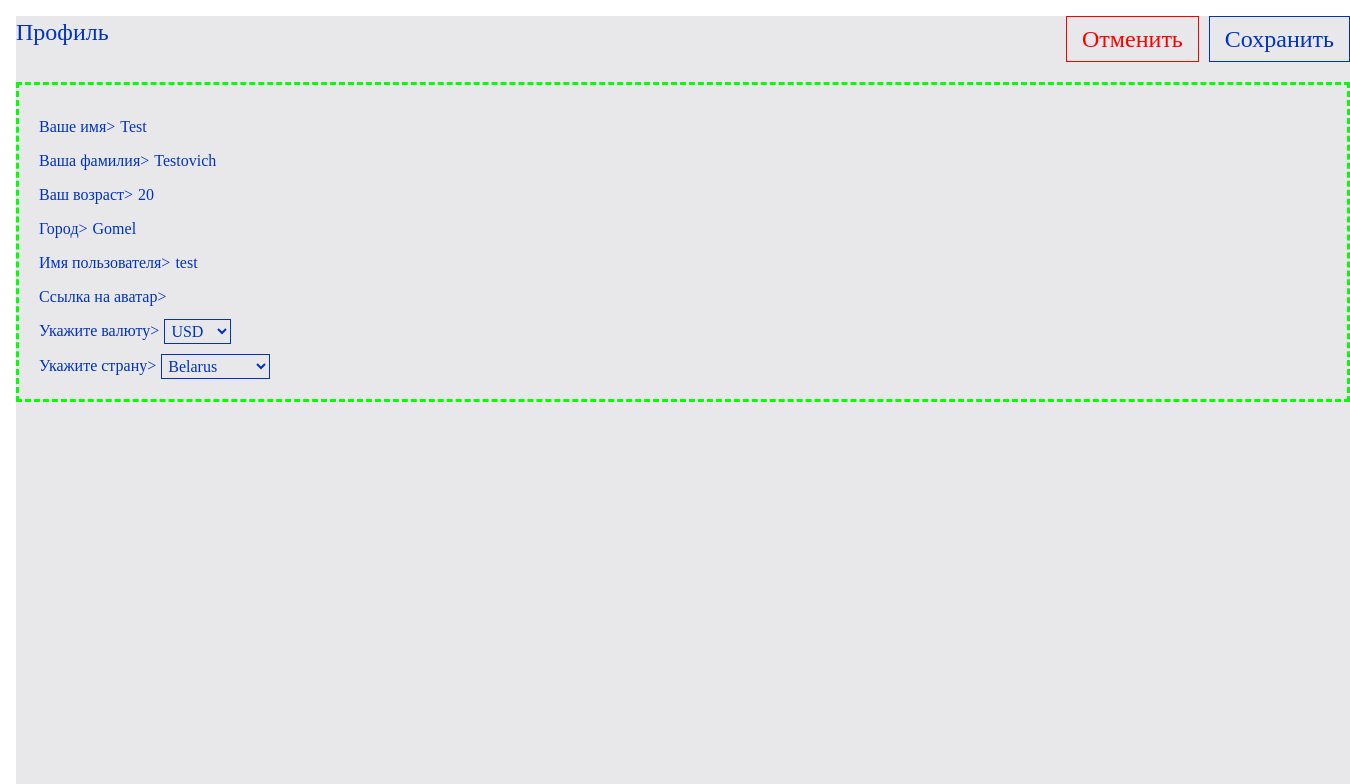 Профиль
Отменить
Сохранить
Ваше имя> Test
Ваша фамилия> Testovich
Ваш возраст> 20
Город> Gomel
Имя пользователя> test
Ссылка на аватар>
Укажите валюту> USD
Укажите страну> Belarus